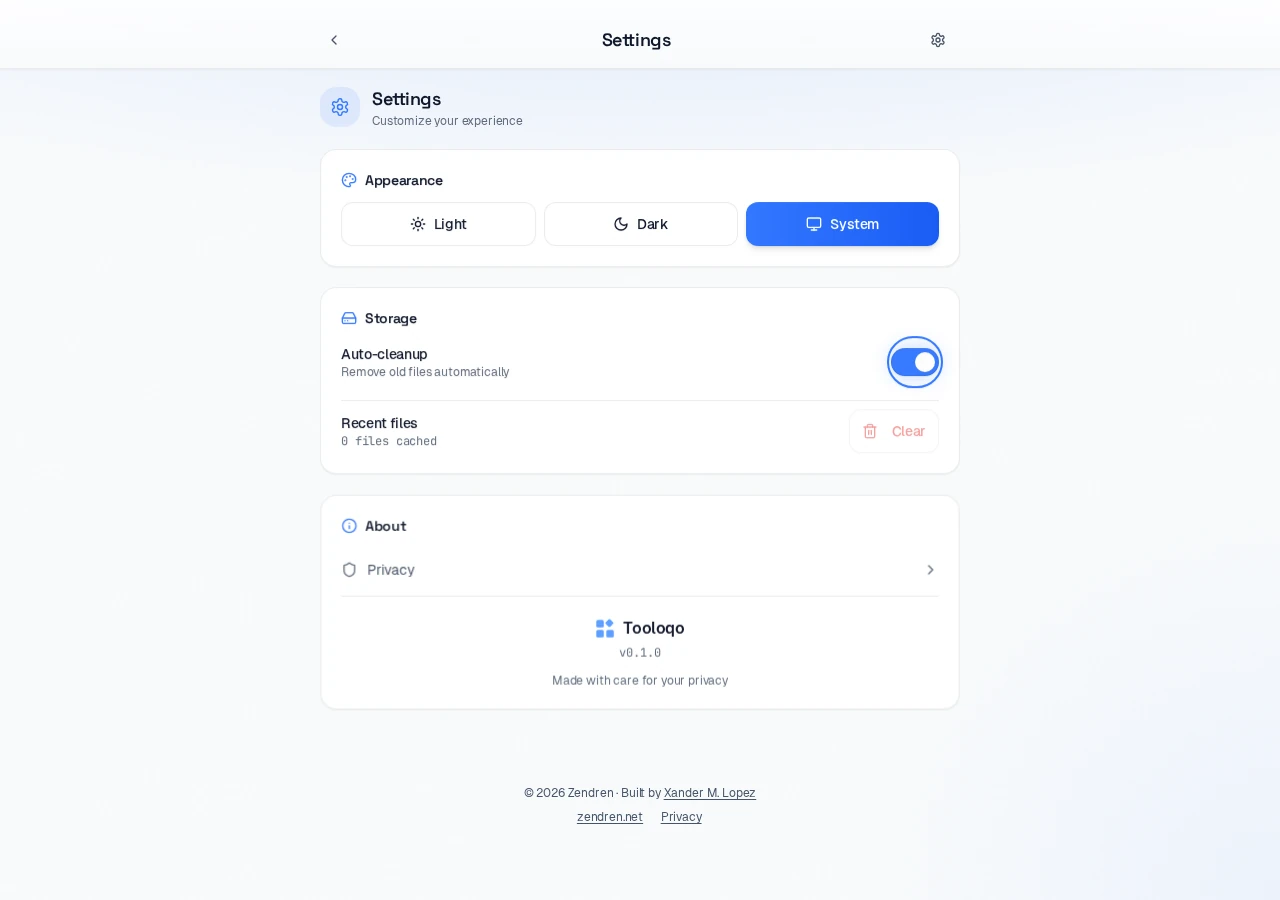 Settings
Settings
Customize your experience
Appearance
Light
Dark
System
Storage
Auto-cleanup
Remove old files automatically
Recent files
0 files cached
Clear
About
Privacy
Tooloqo
v0.1.0
Made with care for your privacy
© 2026 Zendren · Built by Xander M. Lopez
zendren.net Privacy